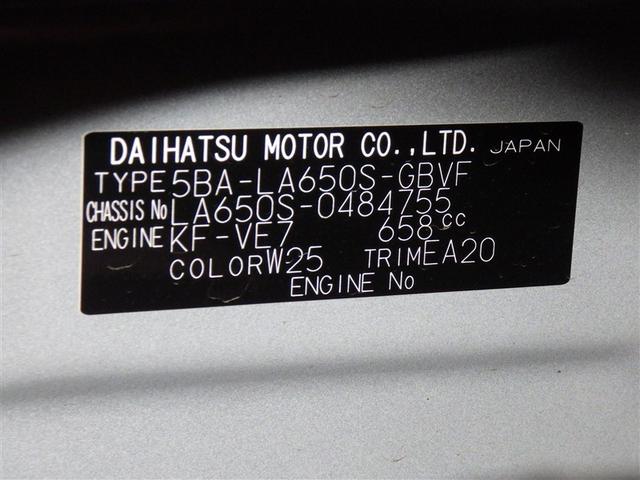 DAIHATSU MOTOR CO.,LTD. JAPAN
TYPE 5BA-LA650S-GBVF
CHASSIS No LA650S-0484755
ENGINE KF-VE7 658cc
COLOR W25 TRIM EA20
ENGINE No